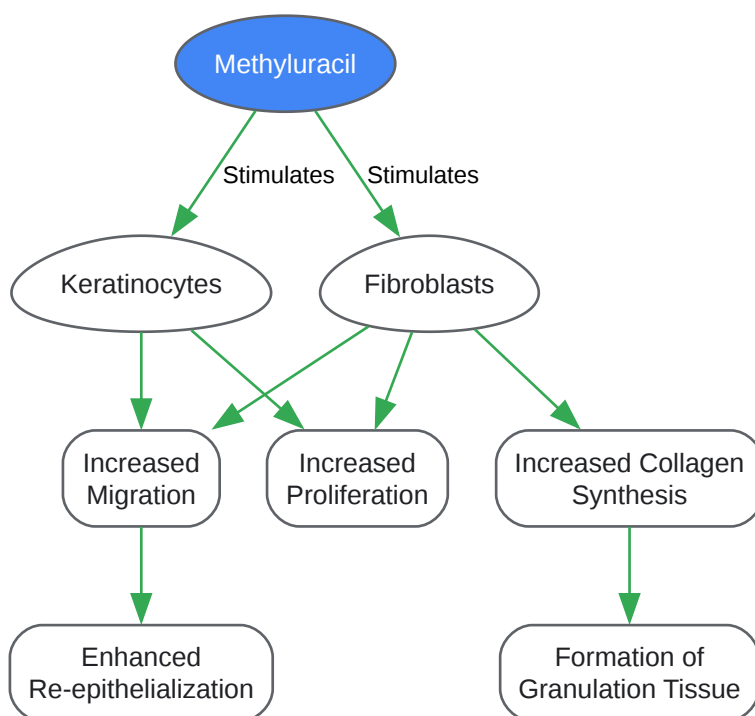 Methyluracil
Stimulates
Stimulates
Keratinocytes
Fibroblasts
Increased
Migration
Increased
Proliferation
Increased Collagen
Synthesis
Enhanced
Re-epithelialization
Formation of
Granulation Tissue